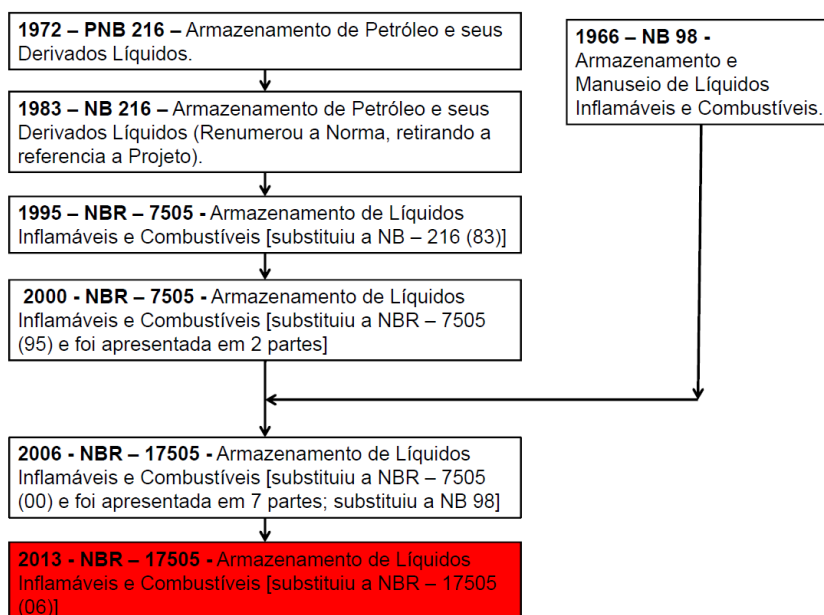 1972 – PNB 216 – Armazenamento de Petróleo e seus
Derivados Líquidos.
1966 – NB 98 -
Armazenamento e
Manuseio de Líquidos
Inflamáveis e Combustíveis.
1983 – NB 216 – Armazenamento de Petróleo e seus
Derivados Líquidos (Renumerou a Norma, retirando a
referencia a Projeto).
1995 – NBR – 7505 - Armazenamento de Líquidos
Inflamáveis e Combustíveis [substituiu a NB – 216 (83)]
2000 - NBR – 7505 - Armazenamento de Líquidos
Inflamáveis e Combustíveis [substituiu a NBR – 7505
(95) e foi apresentada em 2 partes]
2006 - NBR – 17505 - Armazenamento de Líquidos
Inflamáveis e Combustíveis [substituiu a NBR – 7505
(00) e foi apresentada em 7 partes; substituiu a NB 98]
2013 - NBR – 17505 - Armazenamento de Líquidos
Inflamáveis e Combustíveis [substituiu a NBR – 17505
(06)]